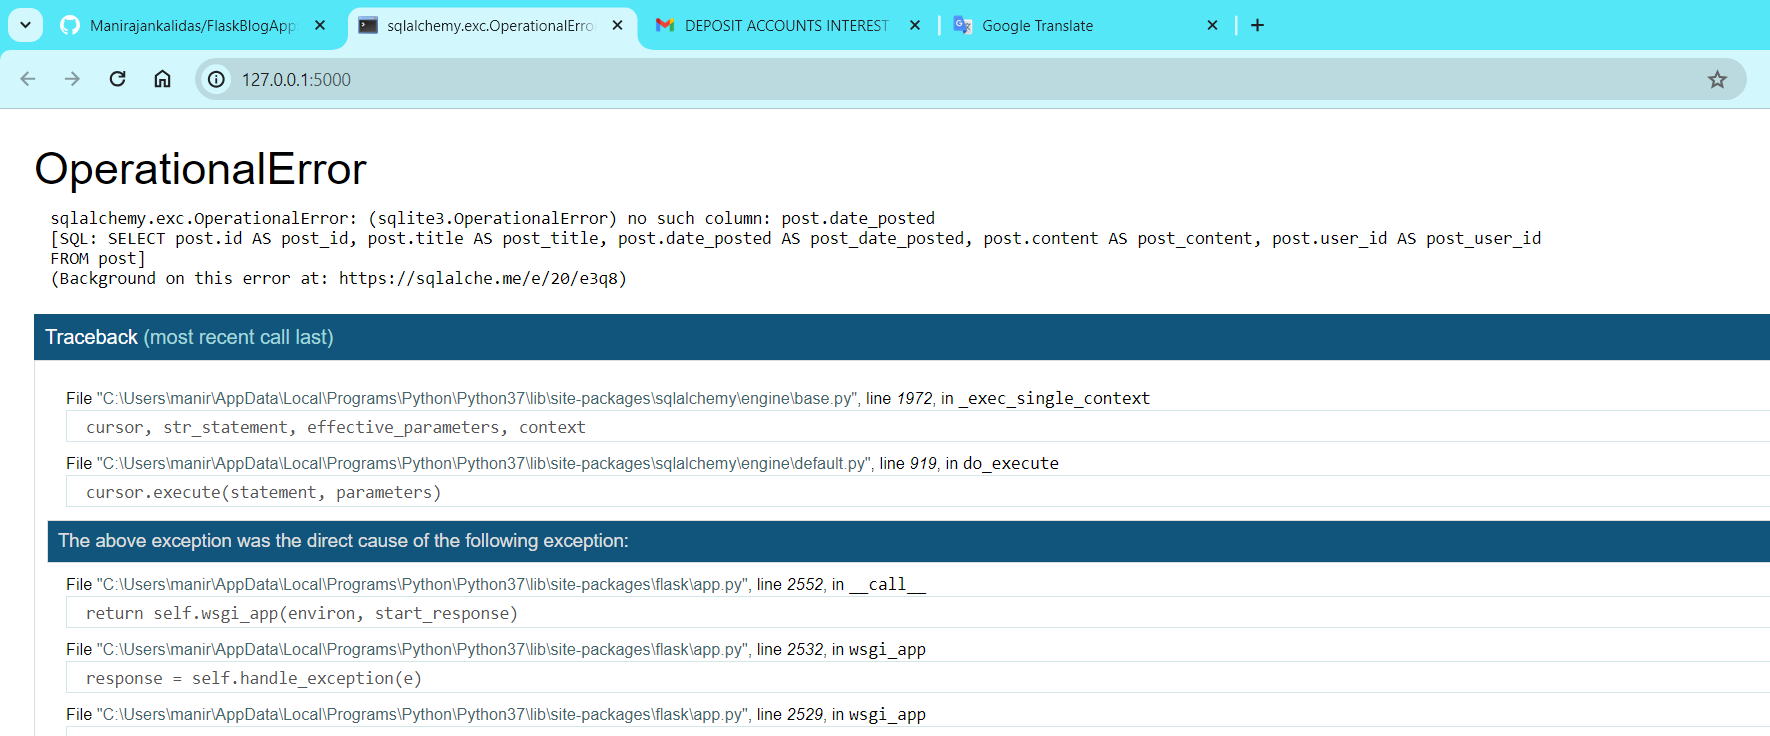 Manirajankalidas/FlaskBlogApp
sqlalchemy.exc.OperationalErro
DEPOSIT ACCOUNTS INTEREST
Google Translate
127.0.0.1:5000
OperationalError
sqlalchemy.exc.OperationalError: (sqlite3.OperationalError) no such column: post.date_posted
[SQL: SELECT post.id AS post_id, post.title AS post_title, post.date_posted AS post_date_posted, post.content AS post_content, post.user_id AS post_user_id
FROM post]
(Background on this error at: https://sqlalche.me/e/20/e3q8)
Traceback (most recent call last)
File "C:\Users\manir\AppData\Local\Programs\Python\Python37\lib\site-packages\sqlalchemy\engine\base.py", line 1972, in _exec_single_context
cursor, str_statement, effective_parameters, context
File "C:\Users\manir\AppData\Local\Programs\Python\Python37\lib\site-packages\sqlalchemy\engine\default.py", line 919, in do_execute
cursor.execute(statement, parameters)
The above exception was the direct cause of the following exception:
File "C:\Users\manir\AppData\Local\Programs\Python\Python37\lib\site-packages\flask\app.py", line 2552, in __call__
return self.wsgi_app(environ, start_response)
File "C:\Users\manir\AppData\Local\Programs\Python\Python37\lib\site-packages\flask\app.py", line 2532, in wsgi_app
response = self.handle_exception(e)
File "C:\Users\manir\AppData\Local\Programs\Python\Python37\lib\site-packages\flask\app.py", line 2529, in wsgi_app